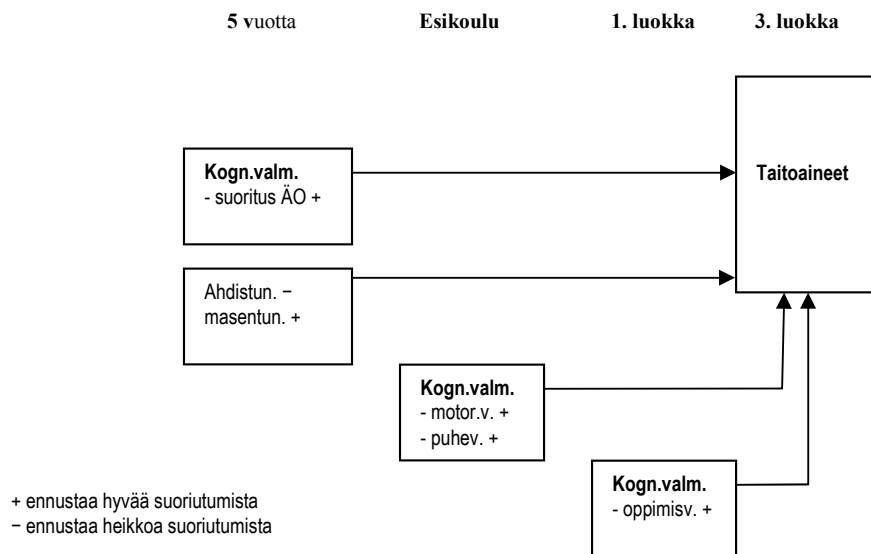 5 vuotta Esikoulu 1. luokka 3. luokka
Kogn.valm.
- suoritus ÄO +
Taitoaineet
Ahdistun. −
masentun. +
Kogn.valm.
- motor.v. +
- puhev. +
Kogn.valm.
- oppimisv. +
+ ennustaa hyvää suoriutumista
− ennustaa heikkoa suoriutumista